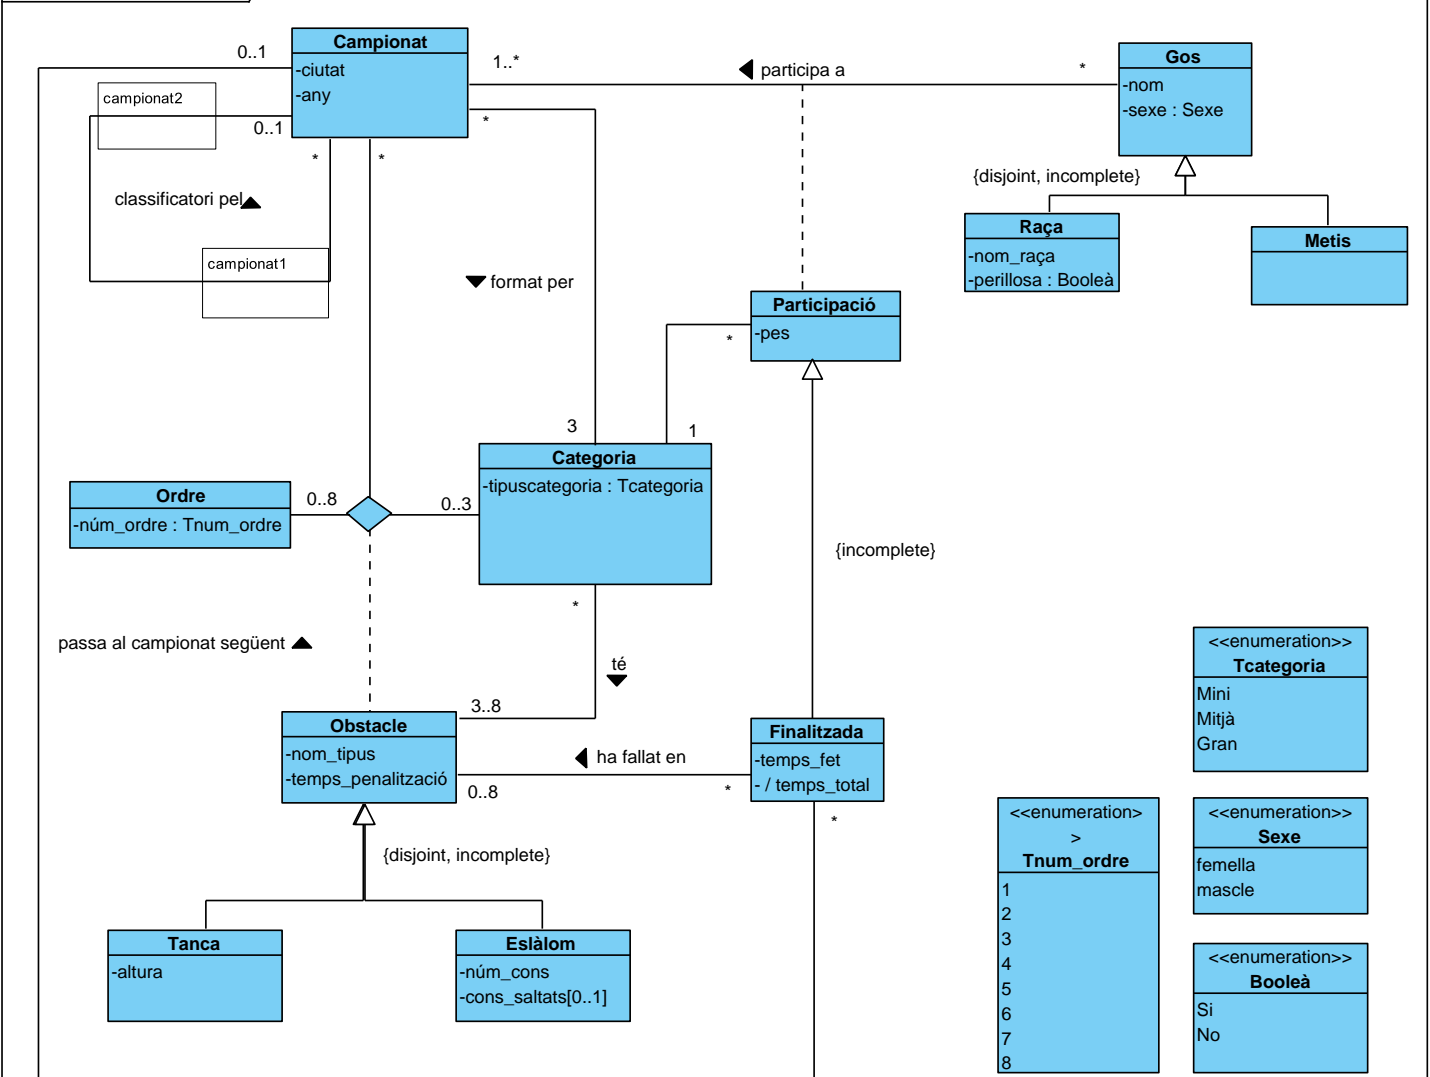 Campionat
-ciutat
-any
0..1
campionat2
0..1
*
*
*
1..*
participa a
*
Gos
-nom
-sexe : Sexe
{disjoint, incomplete}
Raça
-nom_raça
-perillosa : Booleà
Metis
classificatori pel
campionat1
format per
Participació
-pes
*
3
1
Categoria
-tipuscategoria : Tcategoria
Ordre
-núm_ordre : Tnum_ordre
0..8
0..3
{incomplete}
*
passa al campionat següent
té
3..8
Obstacle
-nom_tipus
-temps_penalització
ha fallat en
0..8
*
Finalitzada
-temps_fet
- / temps_total
*
{disjoint, incomplete}
Tanca
-altura
Eslàlom
-núm_cons
-cons_saltats[0..1]
<<enumeration>>
Tcategoria
Mini
Mitjà
Gran
<<enumeration>
>
Tnum_ordre
1
2
3
4
5
6
7
8
<<enumeration>>
Sexe
femella
mascle
<<enumeration>>
Booleà
Si
No